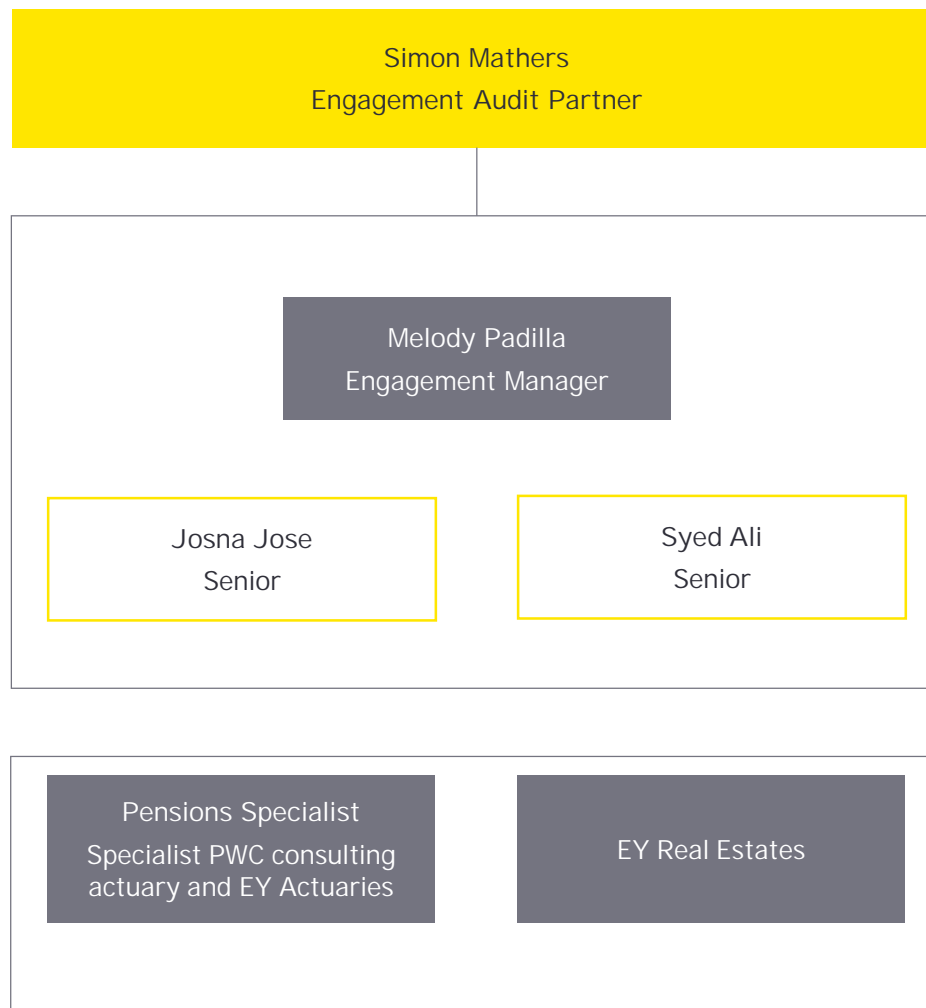 Simon Mathers
Engagement Audit Partner
Melody Padilla
Engagement Manager
Josna Jose
Senior
Syed Ali
Senior
Pensions Specialist
Specialist PWC consulting
actuary and EY Actuaries
EY Real Estates